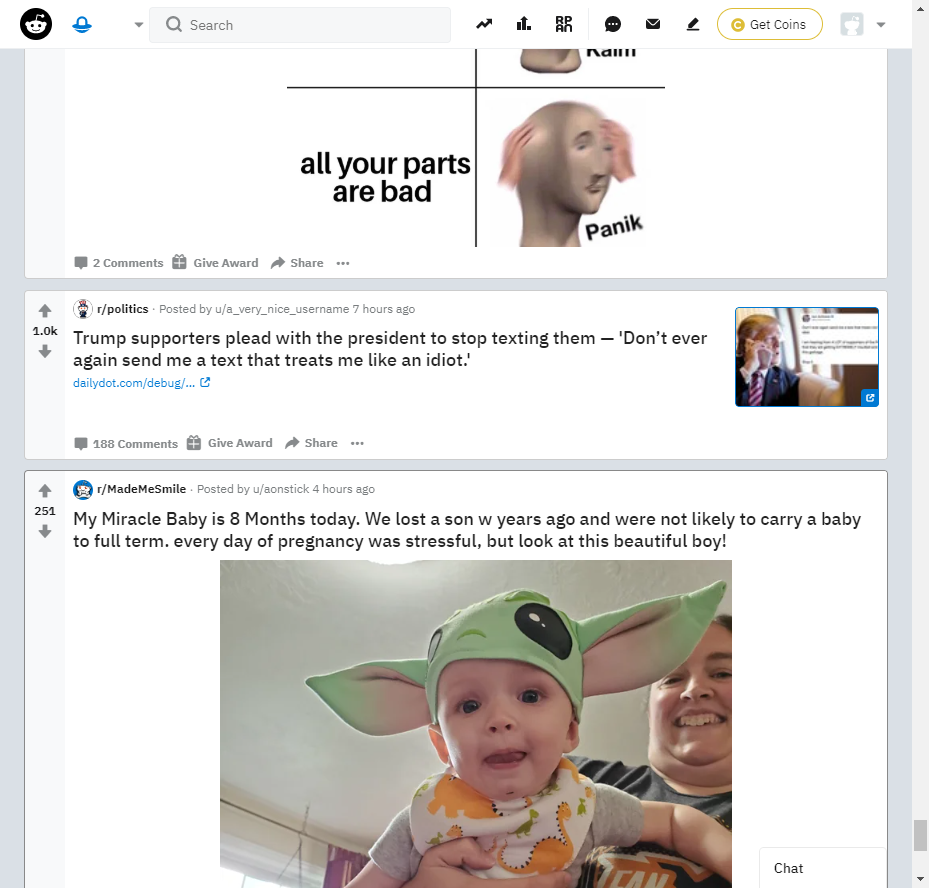 Search
Get Coins
Kalm
all your parts
are bad
Panik
2 Comments Give Award Share
r/politics · Posted by u/a_very_nice_username 7 hours ago
1.0k
Trump supporters plead with the president to stop texting them — 'Don’t ever
again send me a text that treats me like an idiot.'
dailydot.com/debug/...
188 Comments Give Award Share
r/MadeMeSmile · Posted by u/aonstick 4 hours ago
251
My Miracle Baby is 8 Months today. We lost a son w years ago and were not likely to carry a baby
to full term. every day of pregnancy was stressful, but look at this beautiful boy!
Chat